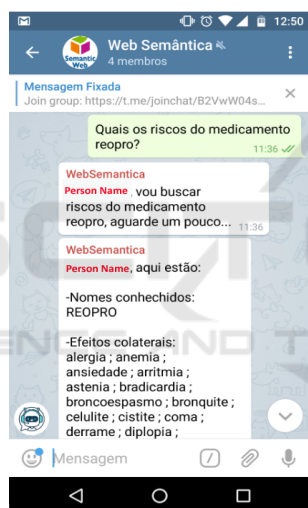 12:50
Web Semântica
4 membros
Semantic
Web
Mensagem Fixada
Join group: https://t.me/joinchat/B2VwW04s...
Quais os riscos do medicamento
reopro?
11:36
WebSemantica
Person Name, vou buscar
riscos do medicamento
reopro, aguarde um pouco... 11:36
WebSemantica
Person Name, aqui estão:
-Nomes conhechidos:
REOPRO
-Efeitos colaterais:
alergia ; anemia ;
ansiedade ; arritmia ;
astenia ; bradicardia ;
broncoespasmo ; bronquite ;
celulite ; cistite ; coma ;
derrame ; diplopia ;
Mensagem